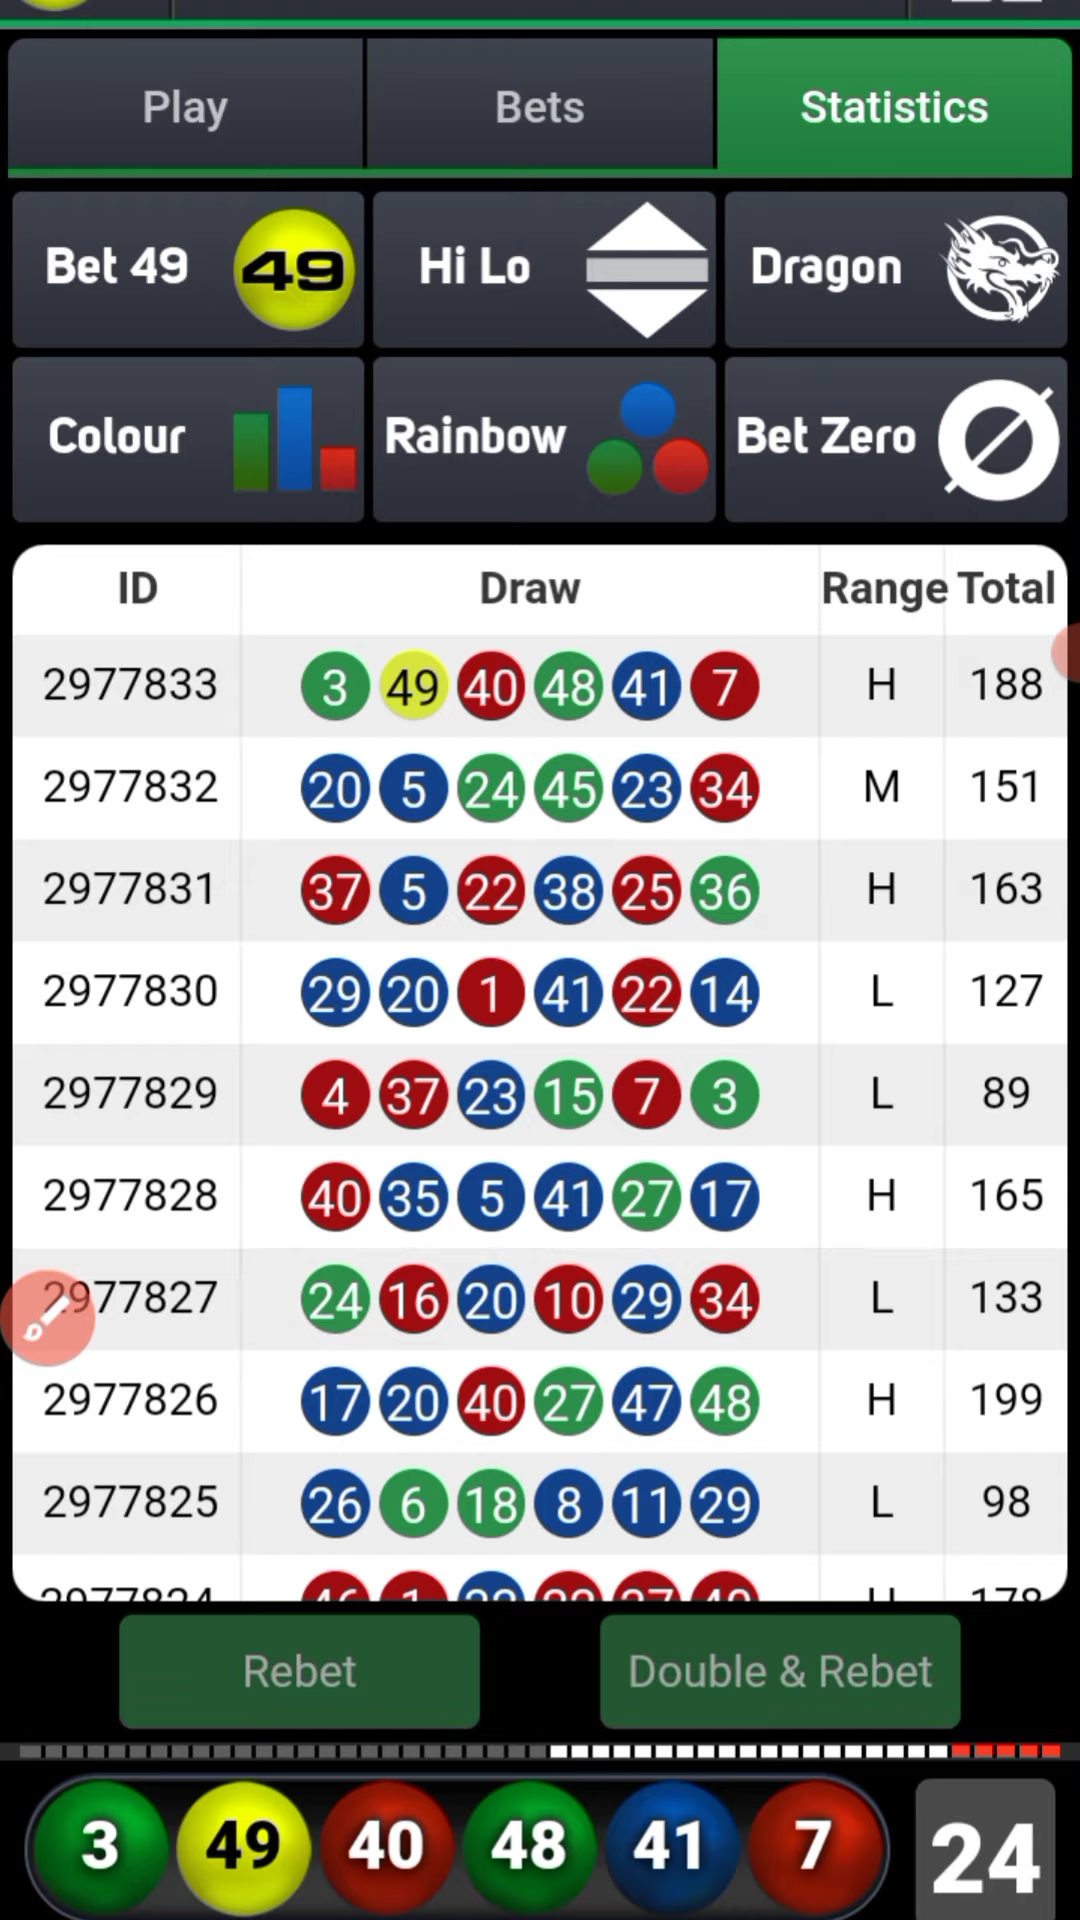 Play Bets Statistics
Bet 49 49 Hi Lo Dragon
Colour Rainbow Bet Zero
ID Draw Range Total
2977833 3 49 40 48 41 7 H 188
2977832 20 5 24 45 23 34 M 151
2977831 37 5 22 38 25 36 H 163
2977830 29 20 1 41 22 14 L 127
2977829 4 37 23 15 7 3 L 89
2977828 40 35 5 41 27 17 H 165
2977827 24 16 20 10 29 34 L 133
2977826 17 20 40 27 47 48 H 199
2977825 26 6 18 8 11 29 L 98
2977824 H 178
Rebet Double & Rebet
3 49 40 48 41 7 24